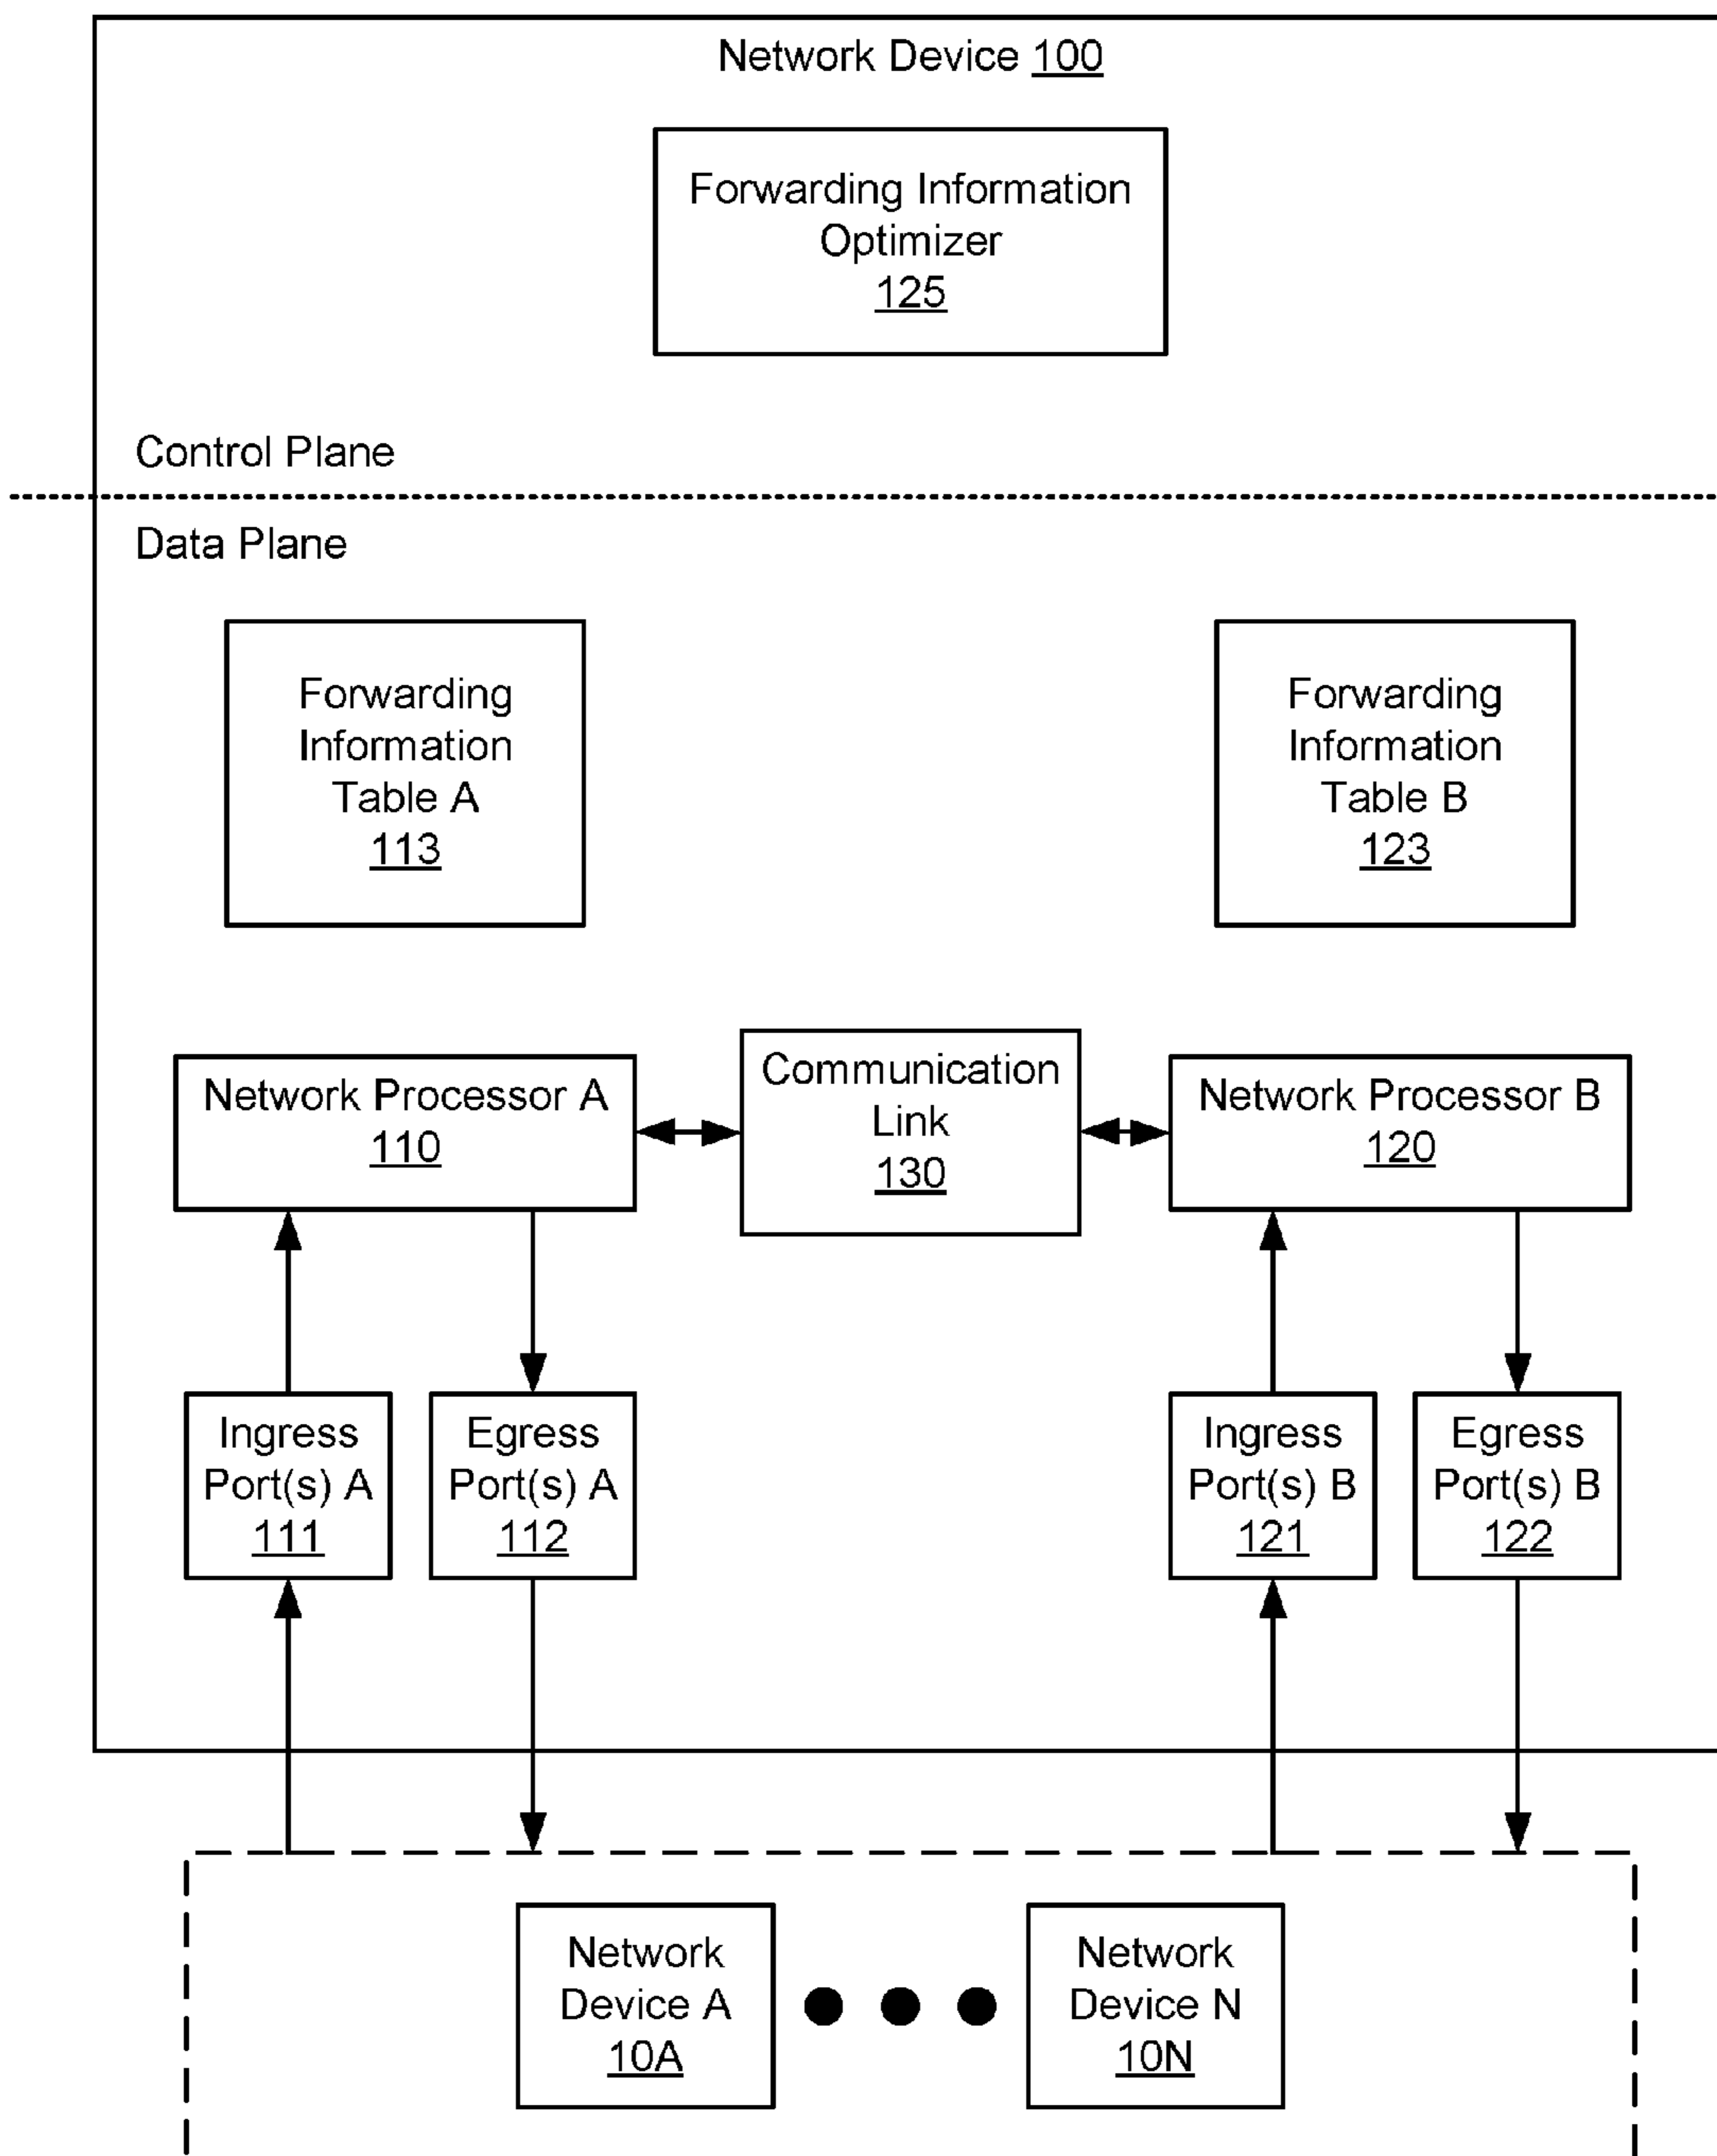 Network Device 100
Forwarding Information
Optimizer
125
Control Plane
Data Plane
Forwarding
Information
Table A
113
Forwarding
Information
Table B
123
Network Processor A
110
Communication
Link
130
Network Processor B
120
Ingress
Port(s) A
111
Egress
Port(s) A
112
Ingress
Port(s) B
121
Egress
Port(s) B
122
Network
Device A
10A
Network
Device N
10N